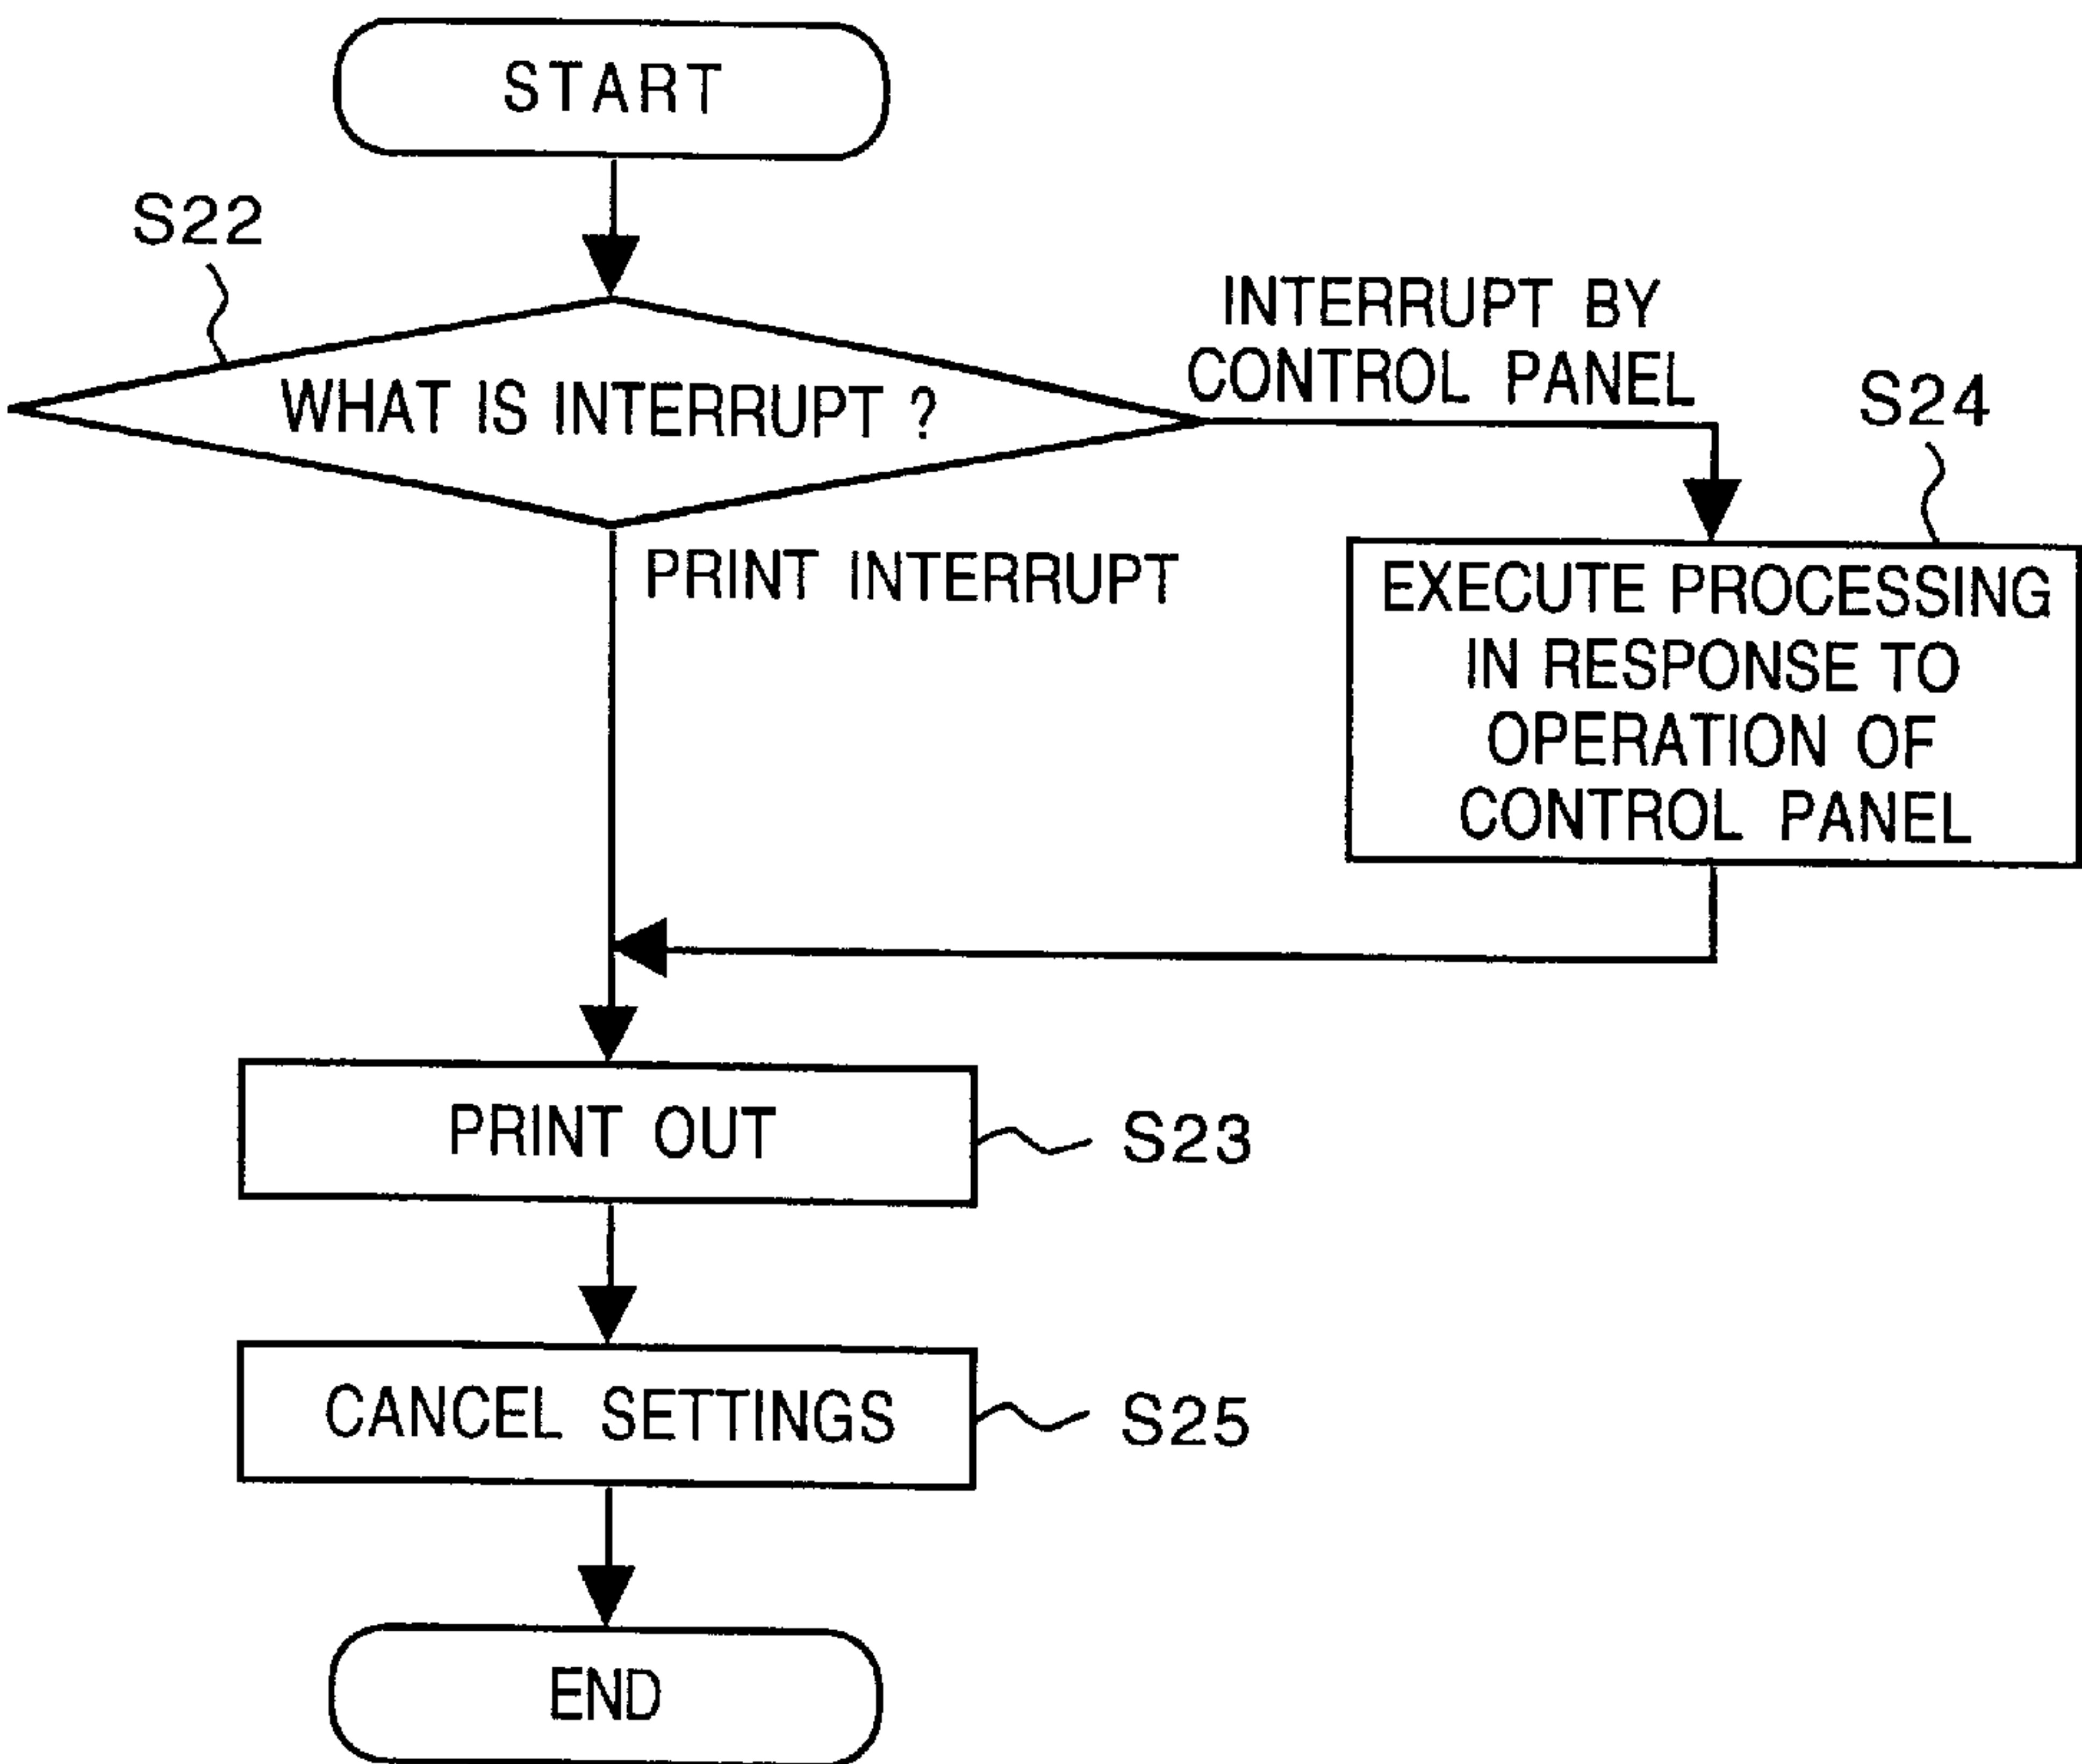 START
S22
WHAT IS INTERRUPT ?
INTERRUPT BY
CONTROL PANEL
S24
PRINT INTERRUPT
EXECUTE PROCESSING
IN RESPONSE TO
OPERATION OF
CONTROL PANEL
PRINT OUT
S23
CANCEL SETTINGS
S25
END